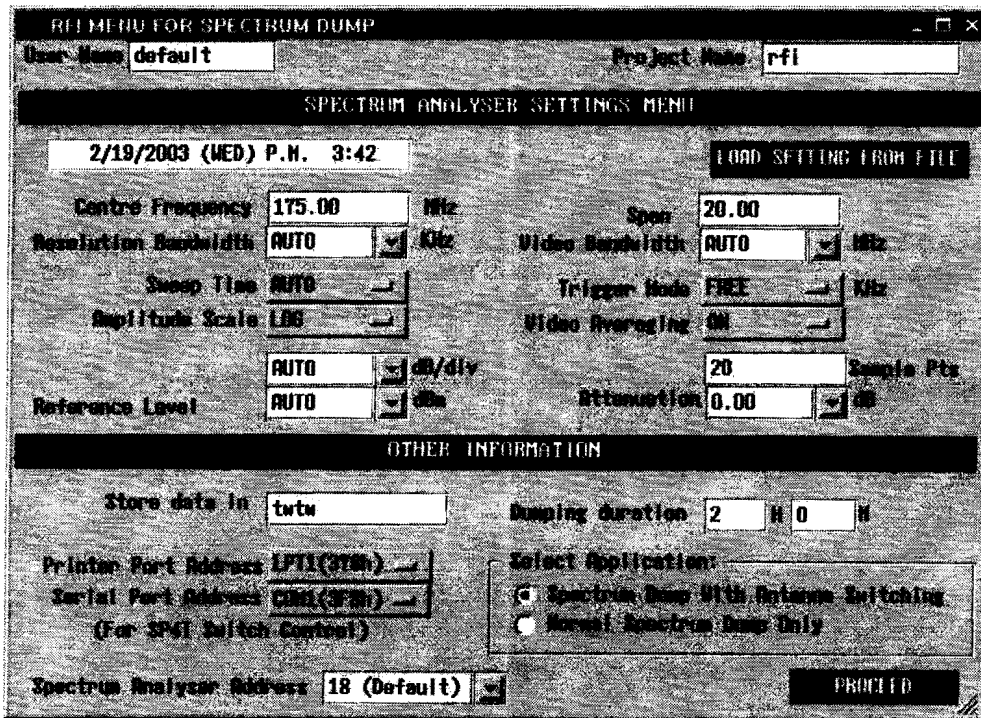 RFI MENU FOR SPECTRUM DUMP
User Name default Project Name rfi
SPECTRUM ANALYSER SETTINGS MENU
2/19/2003 (WED) P.M. 3:42 LOAD SETTING FROM FILE
Centre Frequency 175.00 MHz Span 20.00
Resolution Bandwidth AUTO KHz Video Bandwidth AUTO MHz
Sweep Time AUTO Trigger Mode FREE KHz
Amplitude Scale LOG Video Averaging ON
AUTO dB/div 20 Sample Pts
Reference Level AUTO dBm Attenuation 0.00 dB
OTHER INFORMATION
Store data in twtw Dumping duration 2 H 0 M
Printer Port Address LPT1(378h) Select Application:
Serial Port Address COM1(3F8h) Spectrum Dump With Antenna Switching
(For SP4T Switch Control) Normal Spectrum Dump Only
Spectrum Analyser Address 18 (Default) PROCEED